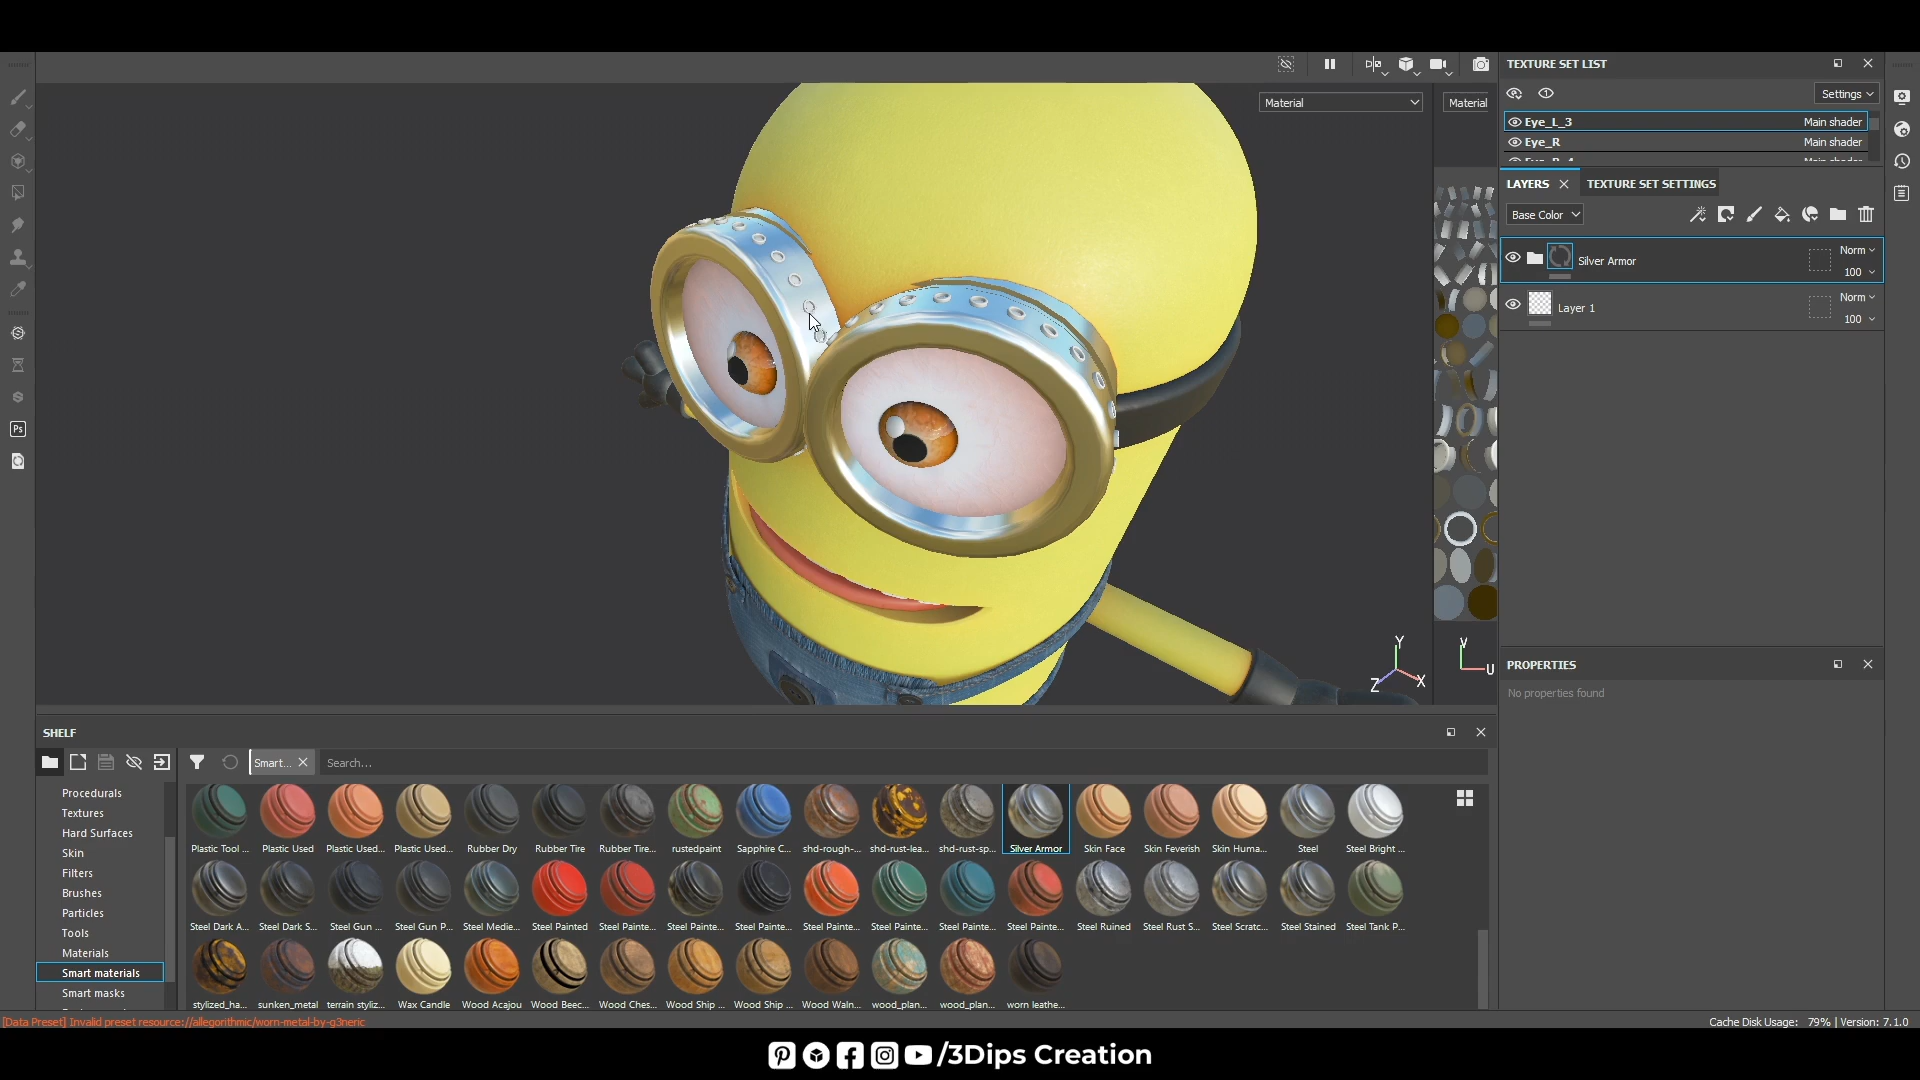 TEXTURE SET LIST
Settings
Eye_L_3 Main shader
Eye_R Main shader
Main shader
LAYERS TEXTURE SET SETTINGS
Base Color
Silver Armor Norm 100
Layer 1 Norm 100
PROPERTIES
No properties found
Material
Material
Y
Z X
V
U
SHELF
Smart... Search...
Procedurals
Textures
Hard Surfaces
Skin
Filters
Brushes
Particles
Tools
Materials
Smart materials
Smart masks
Plastic Tool ... Plastic Used Plastic Used... Plastic Used... Rubber Dry Rubber Tire Rubber Tire... rustedpaint Sapphire C... shd-rough-... shd-rust-lea... shd-rust-sp... Silver Armor Skin Face Skin Feverish Skin Huma... Steel Steel Bright ...
Steel Dark A... Steel Dark S... Steel Gun ... Steel Gun P... Steel Medie... Steel Painted Steel Painte... Steel Painte... Steel Painte... Steel Painte... Steel Painte... Steel Painte... Steel Painte... Steel Ruined Steel Rust S... Steel Scratc... Steel Stained Steel Tank P...
stylized_ha... sunken_metal terrain styliz... Wax Candle Wood Acajou Wood Beec... Wood Ches... Wood Ship ... Wood Ship ... Wood Waln... wood_plan... wood_plan... worn leathe...
Ps
[Data Preset] Invalid preset resource://allegorithmic/worn-metal-by-g3neric
Cache Disk Usage: 79% | Version: 7.1.0
/3Dips Creation